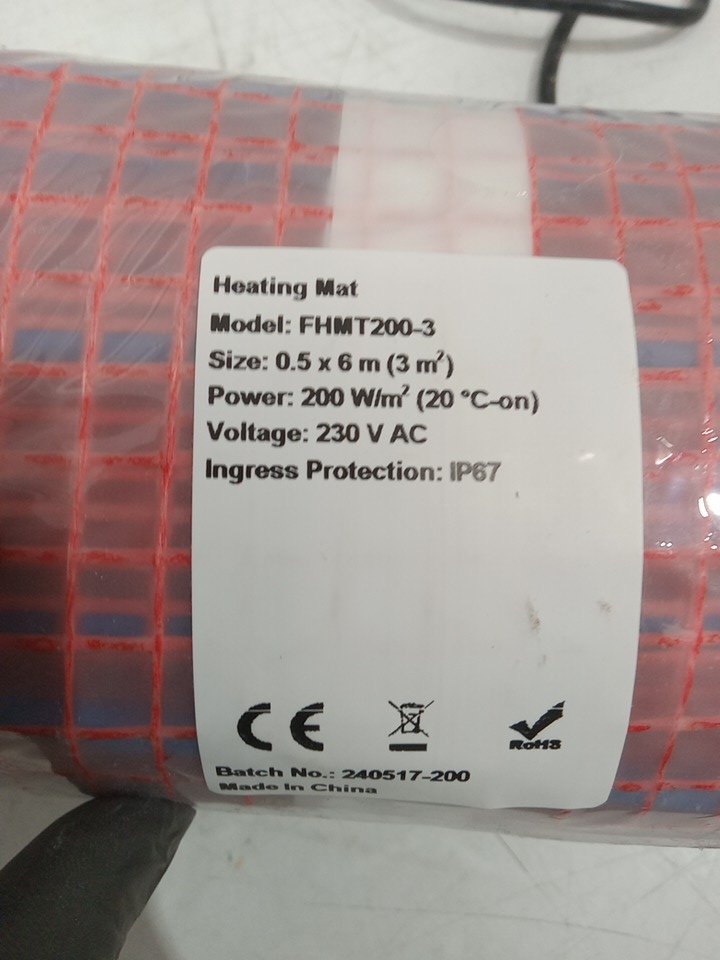 Heating Mat
Model: FHMT200-3
Size: 0.5 x 6 m (3 m²)
Power: 200 W/m² (20 °C-on)
Voltage: 230 V AC
Ingress Protection: IP67
CE
RoHS
Batch No.: 240517-200
Made In China